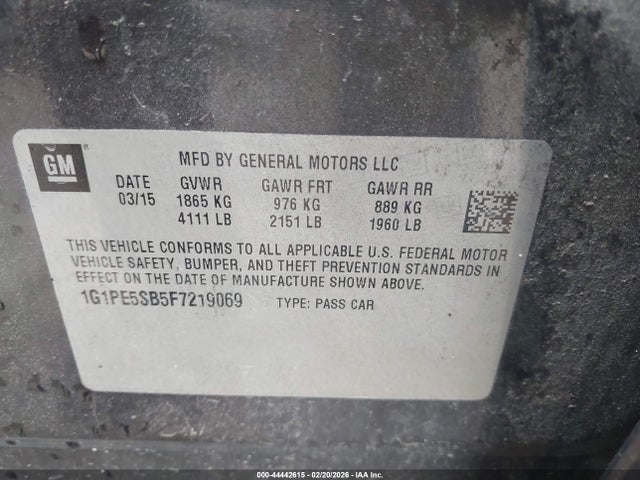 GM
MFD BY GENERAL MOTORS LLC
DATE GVWR GAWR FRT GAWR RR
03/15 1865 KG 976 KG 889 KG
4111 LB 2151 LB 1960 LB
THIS VEHICLE CONFORMS TO ALL APPLICABLE U.S. FEDERAL MOTOR
VEHICLE SAFETY, BUMPER, AND THEFT PREVENTION STANDARDS IN
EFFECT ON THE DATE OF MANUFACTURE SHOWN ABOVE.
1G1PE5SB5F7219069 TYPE: PASS CAR
000-44442615 - 02/20/2026 - IAA Inc.